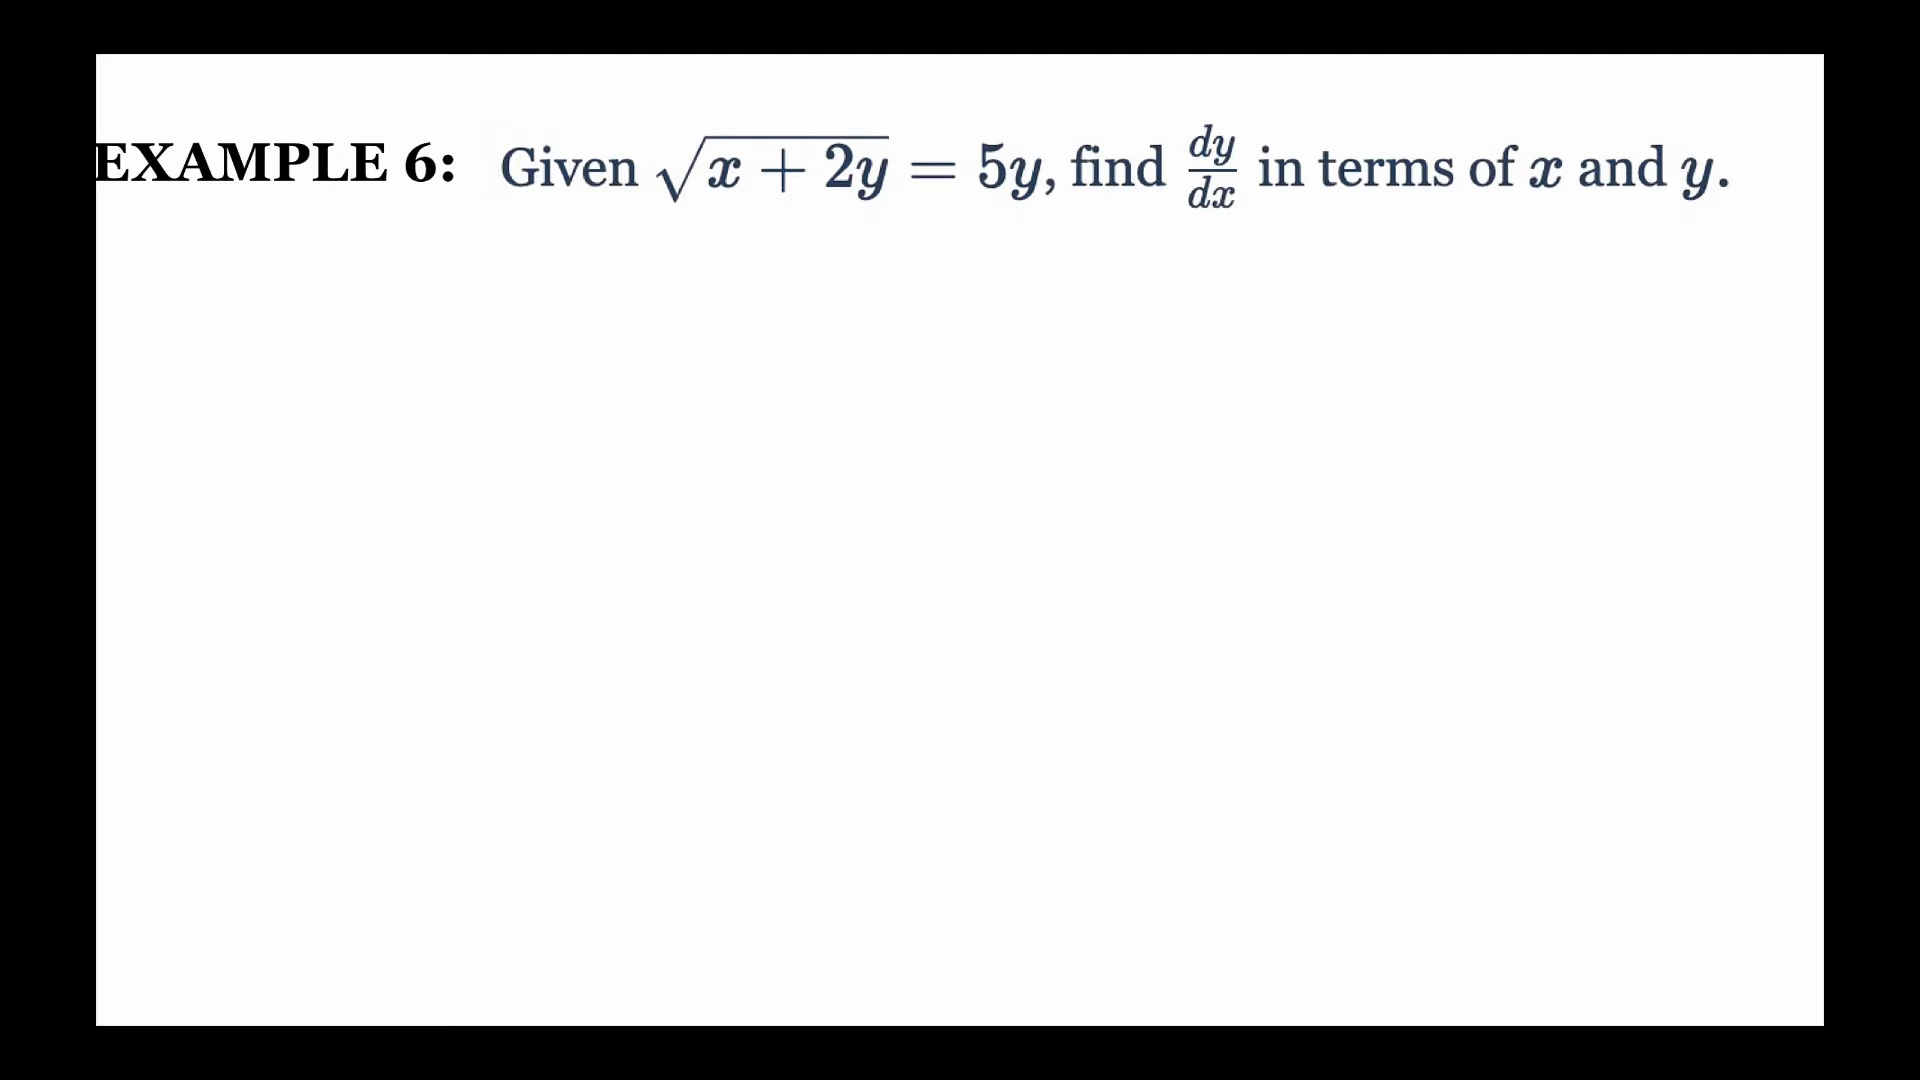 EXAMPLE 6: Given √(x + 2y) = 5y, find dy/dx in terms of x and y.